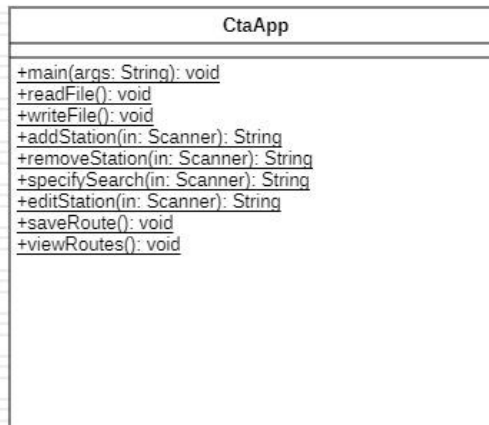 CtaApp
+main(args: String): void
+readFile(): void
+writeFile(): void
+addStation(in: Scanner): String
+removeStation(in: Scanner): String
+specifySearch(in: Scanner): String
+editStation(in: Scanner): String
+saveRoute(): void
+viewRoutes(): void